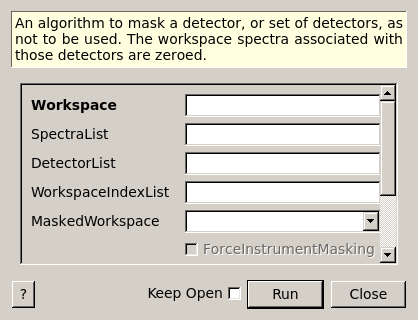 An algorithm to mask a detector, or set of detectors, as
not to be used. The workspace spectra associated with
those detectors are zeroed.
Workspace
SpectraList
DetectorList
WorkspaceIndexList
MaskedWorkspace
ForceInstrumentMasking
? Keep Open Run Close